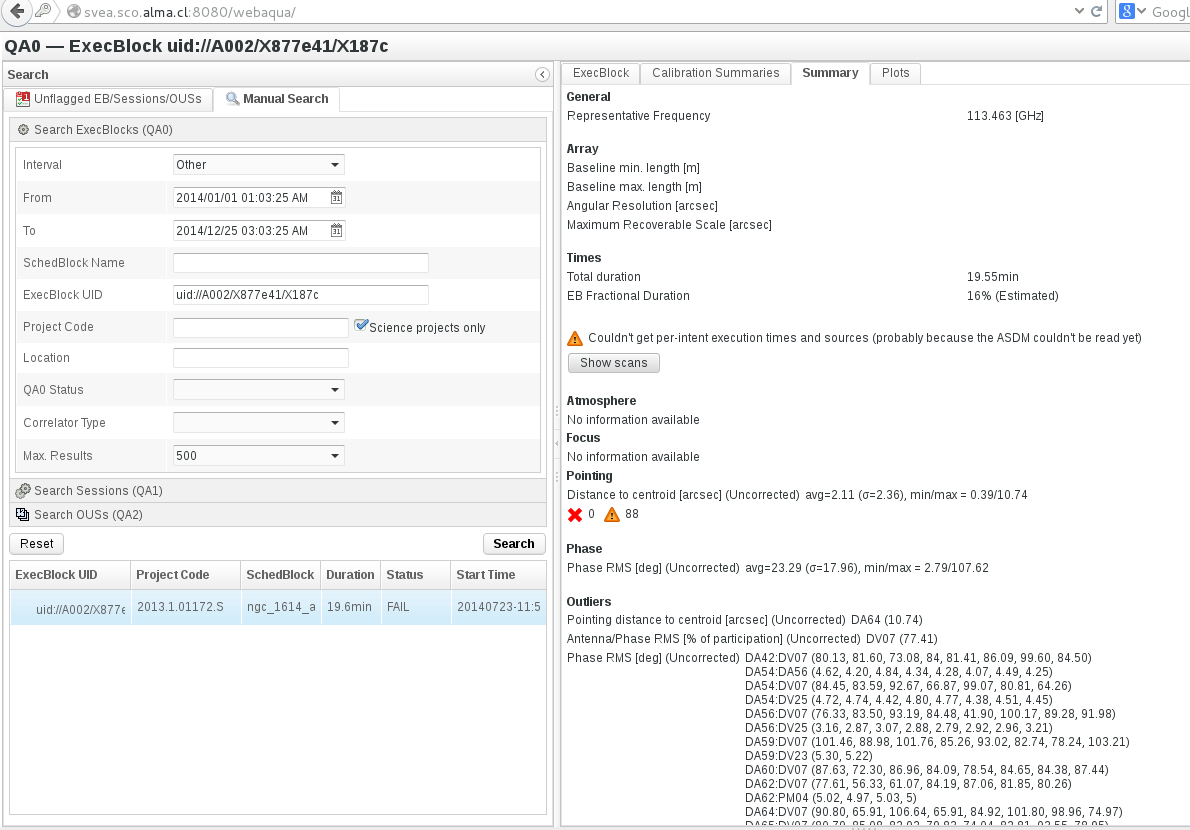 svea.sco.alma.cl:8080/webaqua/
8 Googl
QA0 — ExecBlock uid://A002/X877e41/X187c
Search
Unflagged EB/Sessions/OUSs
Manual Search
Search ExecBlocks (QA0)
Interval Other
From 2014/01/01 01:03:25 AM
To 2014/12/25 03:03:25 AM
SchedBlock Name
ExecBlock UID uid://A002/X877e41/X187c
Project Code Science projects only
Location
QA0 Status
Correlator Type
Max. Results 500
Search Sessions (QA1)
Search OUSs (QA2)
Reset Search
ExecBlock UID Project Code SchedBlock Duration Status Start Time
uid://A002/X877e 2013.1.01172.S ngc_1614_a 19.6min FAIL 20140723-11:5
ExecBlock Calibration Summaries Summary Plots
General
Representative Frequency 113.463 [GHz]
Array
Baseline min. length [m]
Baseline max. length [m]
Angular Resolution [arcsec]
Maximum Recoverable Scale [arcsec]
Times
Total duration 19.55min
EB Fractional Duration 16% (Estimated)
Couldn't get per-intent execution times and sources (probably because the ASDM couldn't be read yet)
Show scans
Atmosphere
No information available
Focus
No information available
Pointing
Distance to centroid [arcsec] (Uncorrected) avg=2.11 (σ=2.36), min/max = 0.39/10.74
0 88
Phase
Phase RMS [deg] (Uncorrected) avg=23.29 (σ=17.96), min/max = 2.79/107.62
Outliers
Pointing distance to centroid [arcsec] (Uncorrected) DA64 (10.74)
Antenna/Phase RMS [% of participation] (Uncorrected) DV07 (77.41)
Phase RMS [deg] (Uncorrected) DA42:DV07 (80.13, 81.60, 73.08, 84, 81.41, 86.09, 99.60, 84.50)
DA54:DA56 (4.62, 4.20, 4.84, 4.34, 4.28, 4.07, 4.49, 4.25)
DA54:DV07 (84.45, 83.59, 92.67, 66.87, 99.07, 80.81, 64.26)
DA54:DV25 (4.72, 4.74, 4.42, 4.80, 4.77, 4.38, 4.51, 4.45)
DA56:DV07 (76.33, 83.50, 93.19, 84.48, 41.90, 100.17, 89.28, 91.98)
DA56:DV25 (3.16, 2.87, 3.07, 2.88, 2.79, 2.92, 2.96, 3.21)
DA59:DV07 (101.46, 88.98, 101.76, 85.26, 93.02, 82.74, 78.24, 103.21)
DA59:DV23 (5.30, 5.22)
DA60:DV07 (87.63, 72.30, 86.96, 84.09, 78.54, 84.65, 84.38, 87.44)
DA62:DV07 (77.61, 56.33, 61.07, 84.19, 87.06, 81.85, 80.26)
DA62:PM04 (5.02, 4.97, 5.03, 5)
DA64:DV07 (90.80, 65.91, 106.64, 65.91, 84.92, 101.80, 98.96, 74.97)